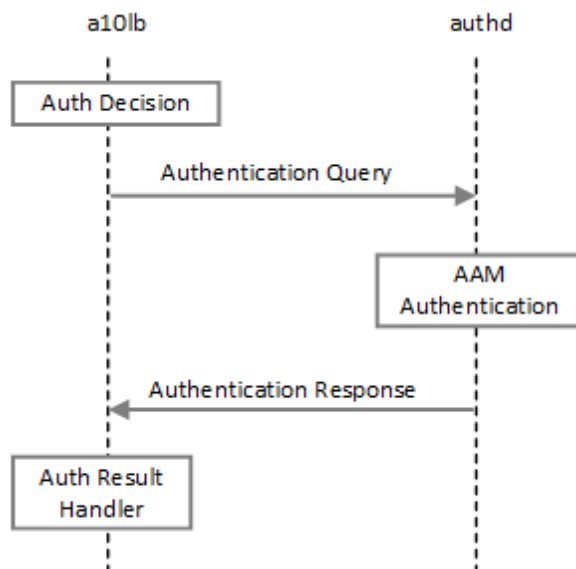 a10lb
authd
Auth Decision
Authentication Query
AAM
Authentication
Authentication Response
Auth Result
Handler